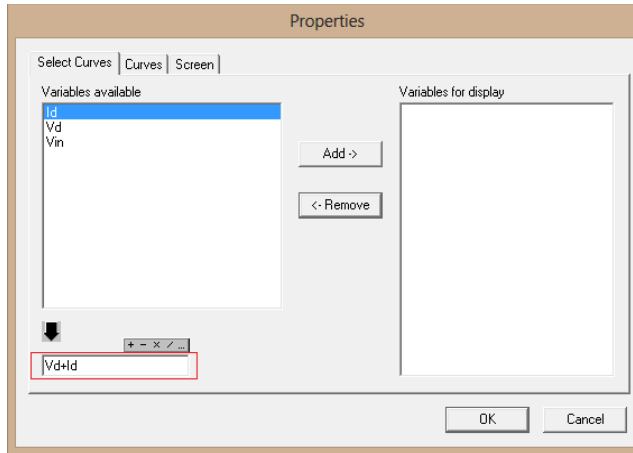 Properties
Select Curves Curves Screen
Variables available
Variables for display
Id
Vd
Vin
Add ->
<- Remove
+ - × / ...
Vd+Id
OK Cancel